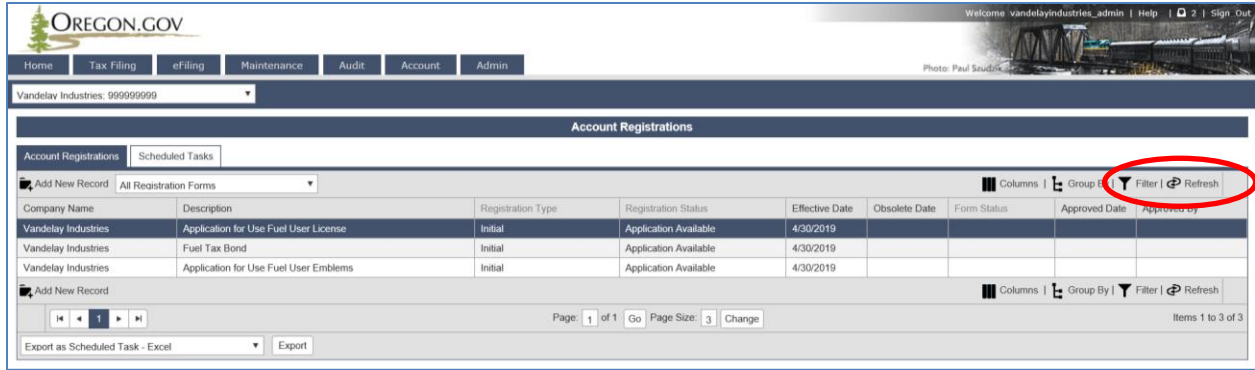 Welcome vandelayindustries_admin | Help | 2 | Sign Out
OREGON.GOV
Home Tax Filing eFiling Maintenance Audit Account Admin
Photo: Paul Szudzik
Vandelay Industries: 999999999
Account Registrations
Account Registrations Scheduled Tasks
Add New Record All Registration Forms Columns | Group By | Filter | Refresh
Company Name Description Registration Type Registration Status Effective Date Obsolete Date Form Status Approved Date Approved By
Vandelay Industries Application for Use Fuel User License Initial Application Available 4/30/2019
Vandelay Industries Fuel Tax Bond Initial Application Available 4/30/2019
Vandelay Industries Application for Use Fuel User Emblems Initial Application Available 4/30/2019
Add New Record Columns | Group By | Filter | Refresh
1 Page: 1 of 1 Go Page Size: 3 Change Items 1 to 3 of 3
Export as Scheduled Task - Excel Export